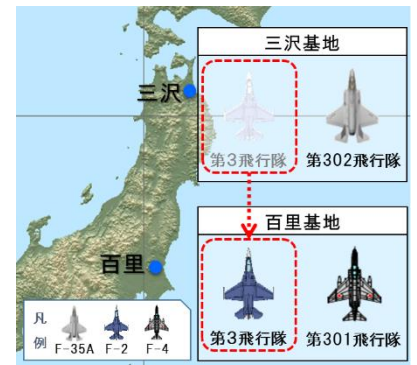 三沢基地
三沢
第3飛行隊 第302飛行隊
百里基地
百里
第3飛行隊 第301飛行隊
凡例
F-35A F-2 F-4